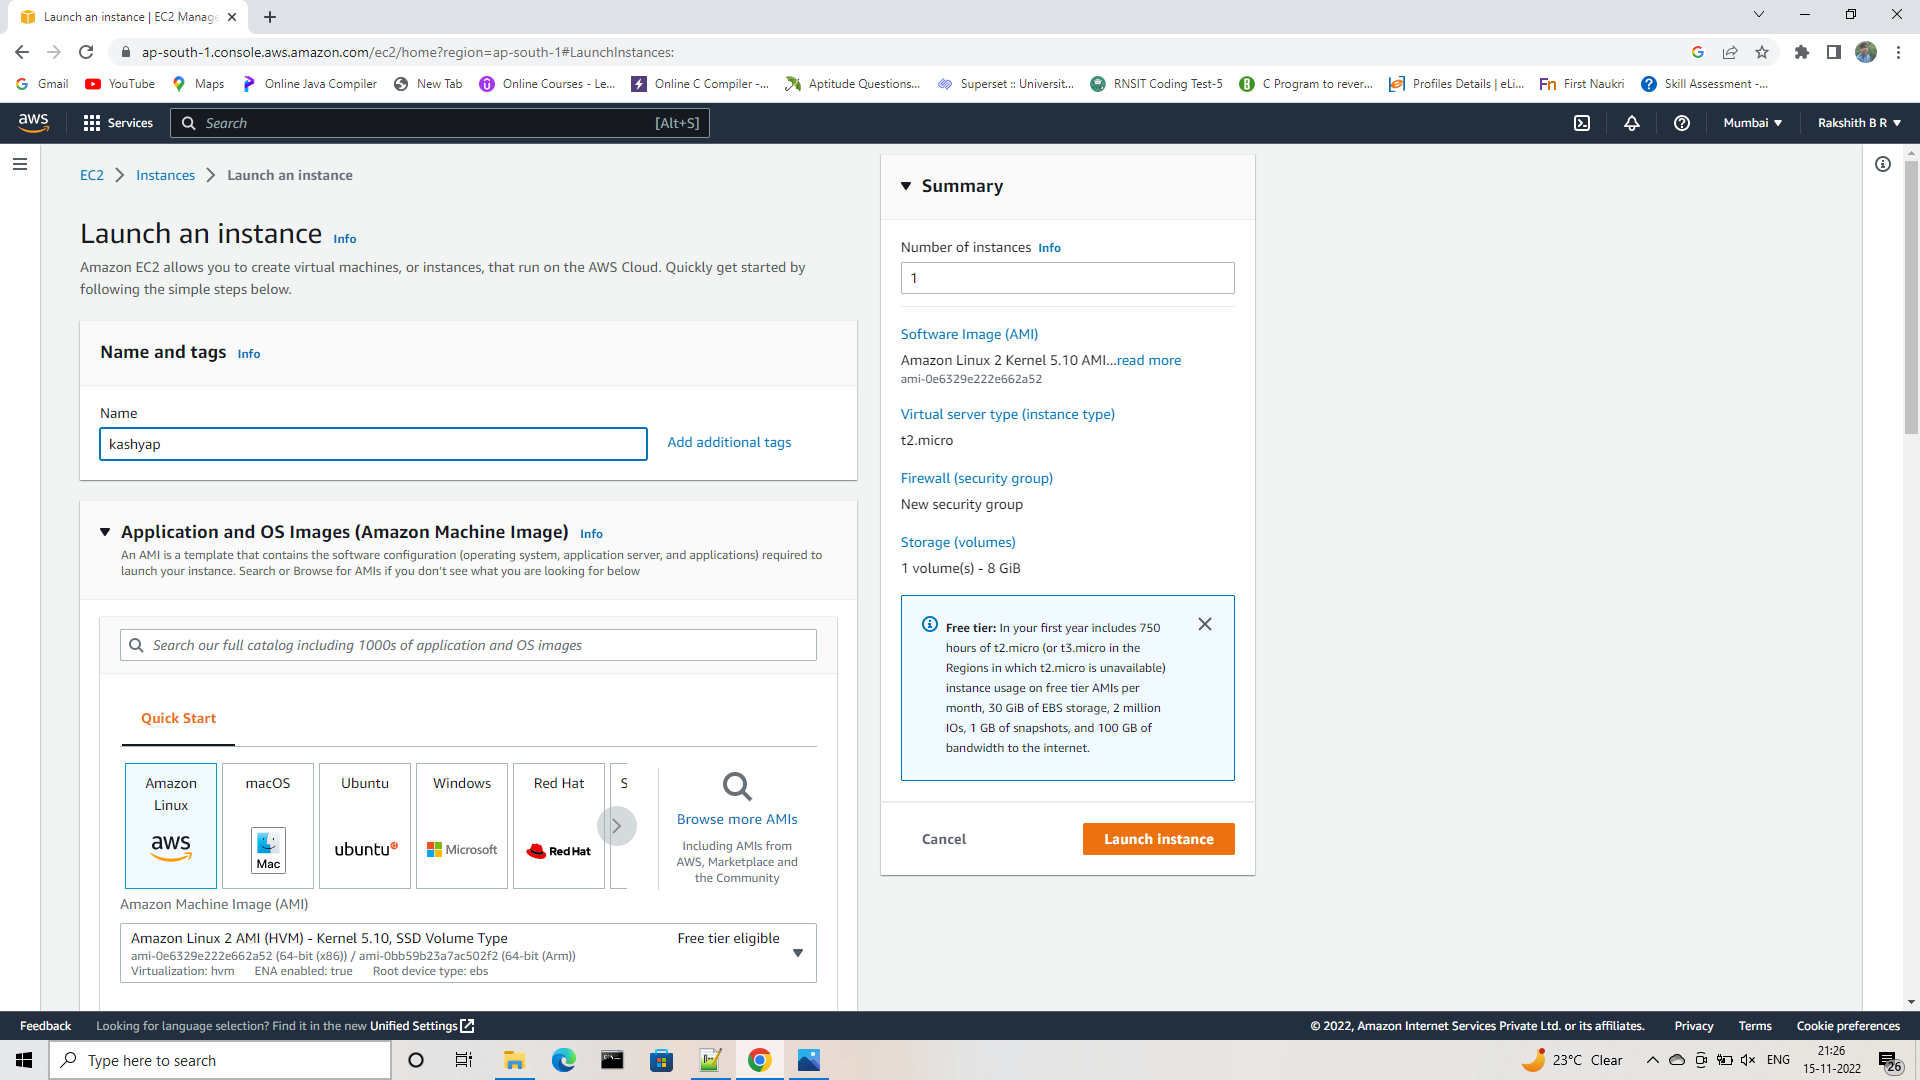 Launch an instance | EC2 Manage
ap-south-1.console.aws.amazon.com/ec2/home?region=ap-south-1#LaunchInstances:
Gmail YouTube Maps Online Java Compiler New Tab Online Courses - Le... Online C Compiler -... Aptitude Questions... Superset :: Universit... RNSIT Coding Test-5 C Program to rever... Profiles Details | eLi... Fn First Naukri Skill Assessment -...
aws Services Search [Alt+S] Mumbai Rakshith B R
EC2 Instances Launch an instance
Launch an instance Info
Amazon EC2 allows you to create virtual machines, or instances, that run on the AWS Cloud. Quickly get started by
following the simple steps below.
Name and tags Info
Name
kashyap Add additional tags
Application and OS Images (Amazon Machine Image) Info
An AMI is a template that contains the software configuration (operating system, application server, and applications) required to
launch your instance. Search or Browse for AMIs if you don't see what you are looking for below
Search our full catalog including 1000s of application and OS images
Quick Start
Amazon
Linux
aws
macOS
Mac
Ubuntu
ubuntu
Windows
Microsoft
Red Hat
Red Hat
S
Browse more AMIs
Including AMIs from
AWS, Marketplace and
the Community
Amazon Machine Image (AMI)
Amazon Linux 2 AMI (HVM) - Kernel 5.10, SSD Volume Type Free tier eligible
ami-0e6329e222e662a52 (64-bit (x86)) / ami-0bb59b23a7ac502f2 (64-bit (Arm))
Virtualization: hvm ENA enabled: true Root device type: ebs
Summary
Number of instances Info
1
Software Image (AMI)
Amazon Linux 2 Kernel 5.10 AMI...read more
ami-0e6329e222e662a52
Virtual server type (instance type)
t2.micro
Firewall (security group)
New security group
Storage (volumes)
1 volume(s) - 8 GiB
Free tier: In your first year includes 750
hours of t2.micro (or t3.micro in the
Regions in which t2.micro is unavailable)
instance usage on free tier AMIs per
month, 30 GiB of EBS storage, 2 million
IOs, 1 GB of snapshots, and 100 GB of
bandwidth to the internet.
Cancel Launch instance
Feedback Looking for language selection? Find it in the new Unified Settings © 2022, Amazon Internet Services Private Ltd. or its affiliates. Privacy Terms Cookie preferences
Type here to search 23°C Clear ENG 21:26
15-11-2022 26